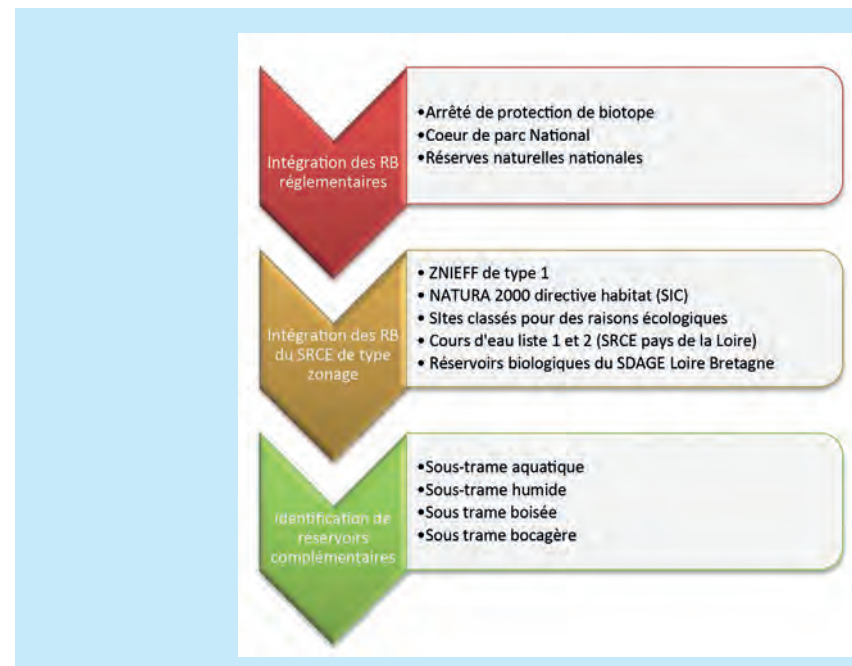 Intégration des RB
réglementaires
•Arrêté de protection de biotope
•Coeur de parc National
•Réserves naturelles nationales
Intégration des RB
du SRCE de type
zonage
• ZNIEFF de type 1
• NATURA 2000 directive habitat (SIC)
• Sites classés pour des raisons écologiques
• Cours d'eau liste 1 et 2 (SRCE pays de la Loire)
• Réservoirs biologiques du SDAGE Loire Bretagne
Identification de
réservoirs
complémentaires
•Sous-trame aquatique
•Sous-trame humide
•Sous trame boisée
•Sous trame bocagère